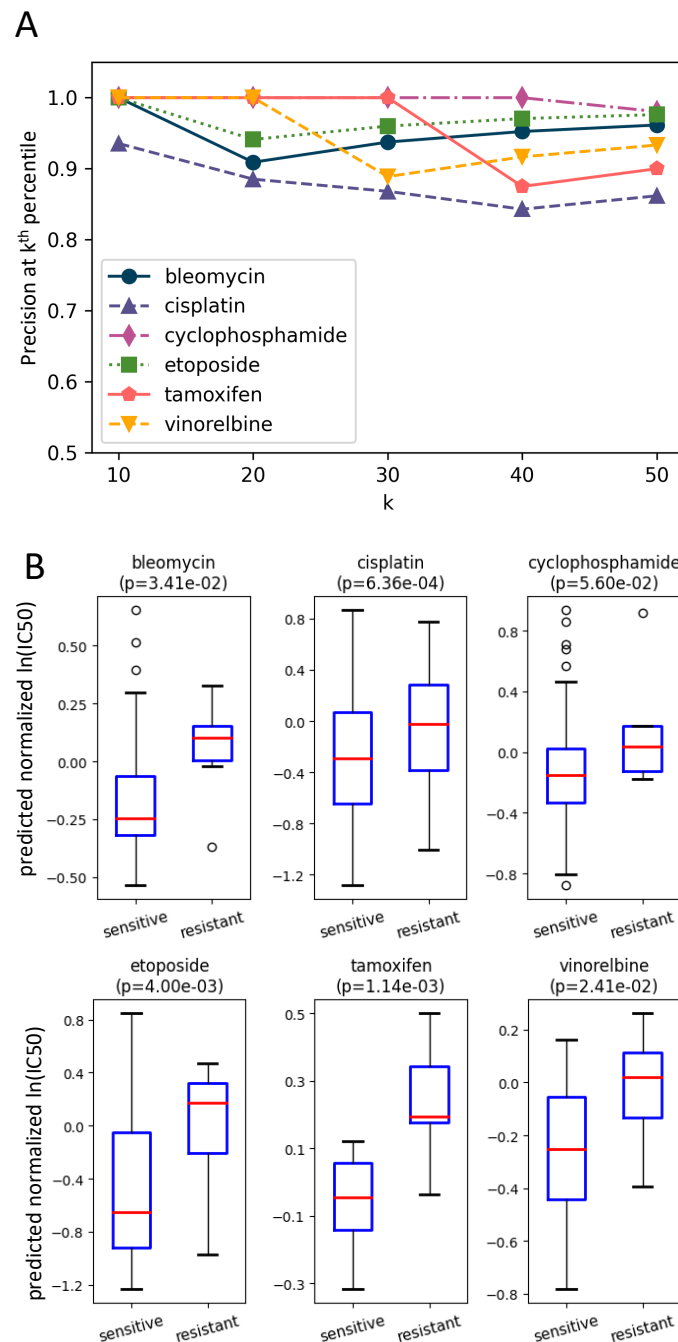 A
Precision at kth percentile
1.0
0.9
0.8
0.7
0.6
0.5
bleomycin
cisplatin
cyclophosphamide
etoposide
tamoxifen
vinorelbine
10 20 30 40 50
k
B
bleomycin
(p=3.41e-02)
cisplatin
(p=6.36e-04)
cyclophosphamide
(p=5.60e-02)
predicted normalized ln(IC50)
0.50
0.25
0.00
−0.25
−0.50
0.8
0.4
0.0
−0.4
−0.8
−1.2
0.8
0.4
0.0
−0.4
−0.8
sensitive resistant
sensitive resistant
sensitive resistant
etoposide
(p=4.00e-03)
tamoxifen
(p=1.14e-03)
vinorelbine
(p=2.41e-02)
predicted normalized ln(IC50)
0.8
0.4
0.0
−0.4
−0.8
−1.2
0.5
0.3
0.1
−0.1
−0.3
0.2
0.0
−0.2
−0.4
−0.6
−0.8
sensitive resistant
sensitive resistant
sensitive resistant